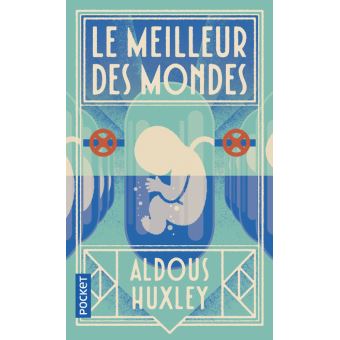 LE MEILLEUR
DES MONDES
ALDOUS
HUXLEY
POCKET